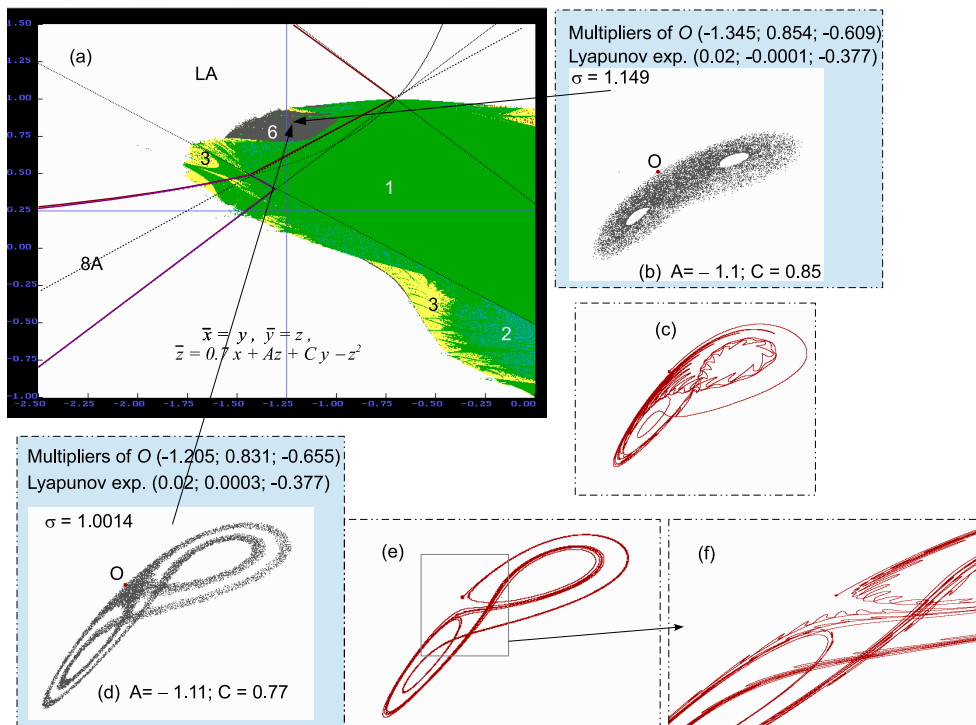 1.50
1.25
1.00
0.75
0.50
0.25
0.00
-0.25
-0.50
-0.75
-1.00
-2.50
-2.25
-2.00
-1.75
-1.50
-1.25
-1.00
-0.75
-0.50
-0.25
0.00
(a)
LA
6
3
1
8A
3
2
x̅ = y , y̅ = z ,
z̅ = 0.7 x + Az + C y – z²
Multipliers of O (-1.345; 0.854; -0.609)
Lyapunov exp. (0.02; -0.0001; -0.377)
σ = 1.149
O
(b) A= – 1.1; C = 0.85
(c)
Multipliers of O (-1.205; 0.831; -0.655)
Lyapunov exp. (0.02; 0.0003; -0.377)
σ = 1.0014
O
(d) A= – 1.11; C = 0.77
(e)
(f)